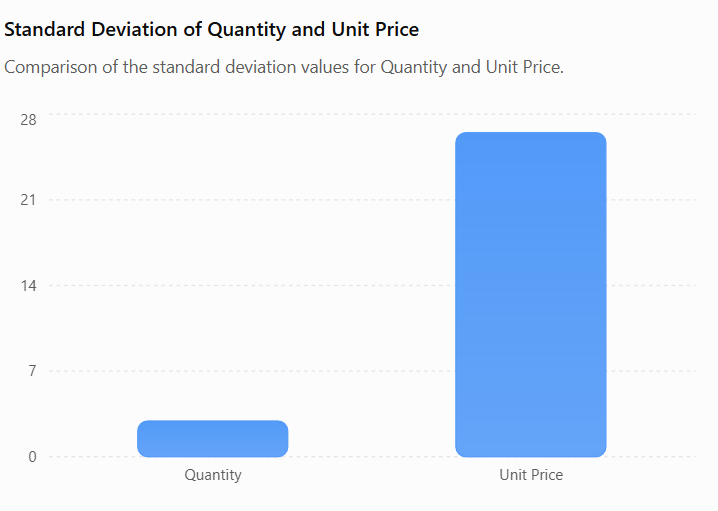 Standard Deviation of Quantity and Unit Price
Comparison of the standard deviation values for Quantity and Unit Price.
28
21
14
7
0
Quantity
Unit Price